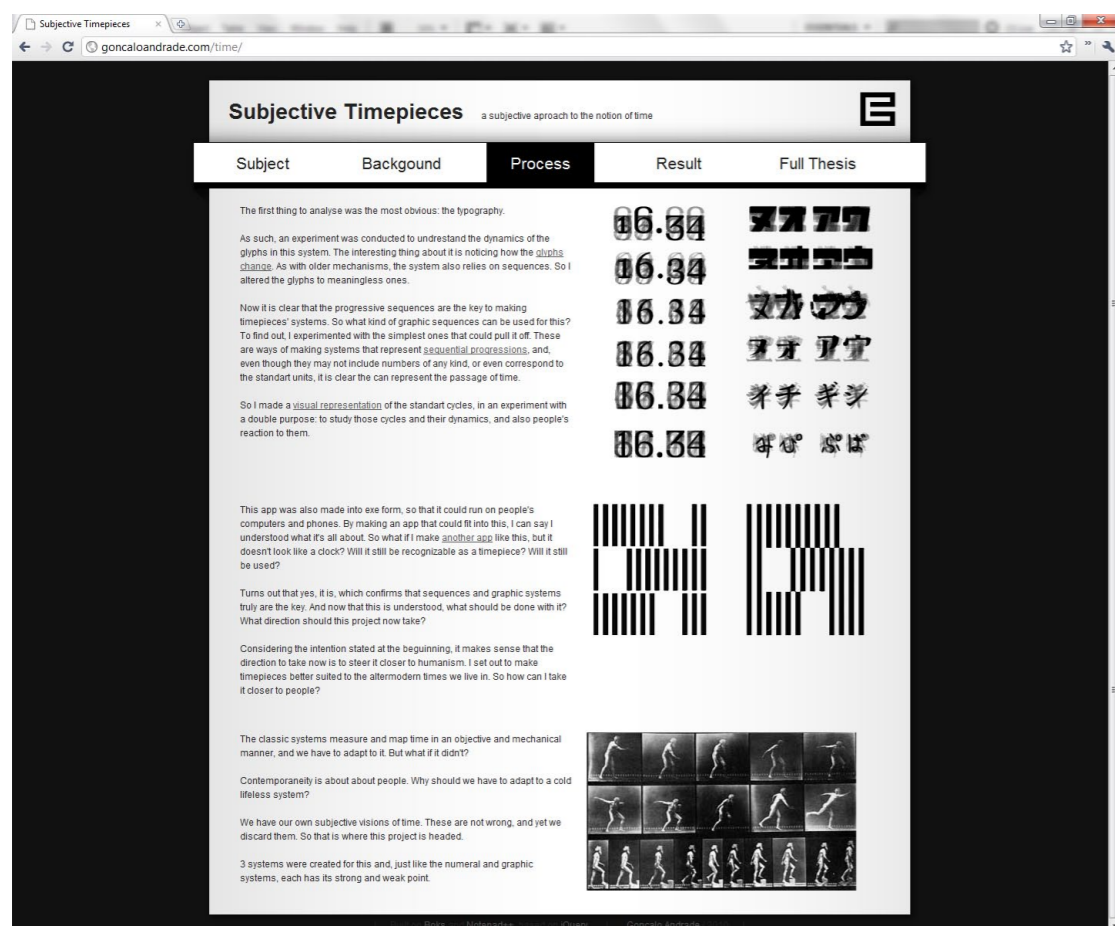 Subjective Timepieces
goncaloandrade.com/time/
Subjective Timepieces
a subjective aproach to the notion of time
Subject
Backgound
Process
Result
Full Thesis
The first thing to analyse was the most obvious: the typography.
As such, an experiment was conducted to undrestand the dynamics of the
glyphs in this system. The interesting thing about it is noticing how the glyphs
change. As with older mechanisms, the system also relies on sequences. So I
altered the glyphs to meaningless ones.
Now it is clear that the progressive sequences are the key to making
timepieces' systems. So what kind of graphic sequences can be used for this?
To find out, I experimented with the simplest ones that could pull it off. These
are ways of making systems that represent sequential progressions, and,
even though they may not include numbers of any kind, or even correspond to
the standart units, it is clear the can represent the passage of time.
So I made a visual representation of the standart cycles, in an experiment with
a double purpose: to study those cycles and their dynamics, and also people's
reaction to them.
16.34
16.34
16.34
16.34
16.34
16.34
This app was also made into exe form, so that it could run on people's
computers and phones. By making an app that could fit into this, I can say I
understood what it's all about. So what if I make another app like this, but it
doesn't look like a clock? Will it still be recognizable as a timepiece? Will it still
be used?
Turns out that yes, it is, which confirms that sequences and graphic systems
truly are the key. And now that this is understood, what should be done with it?
What direction should this project now take?
Considering the intention stated at the beguinning, it makes sense that the
direction to take now is to steer it closer to humanism. I set out to make
timepieces better suited to the altermodern times we live in. So how can I take
it closer to people?
The classic systems measure and map time in an objective and mechanical
manner, and we have to adapt to it. But what if it didn't?
Contemporaneity is about about people. Why should we have to adapt to a cold
lifeless system?
We have our own subjective visions of time. These are not wrong, and yet we
discard them. So that is where this project is headed.
3 systems were created for this and, just like the numeral and graphic
systems, each has its strong and weak point.